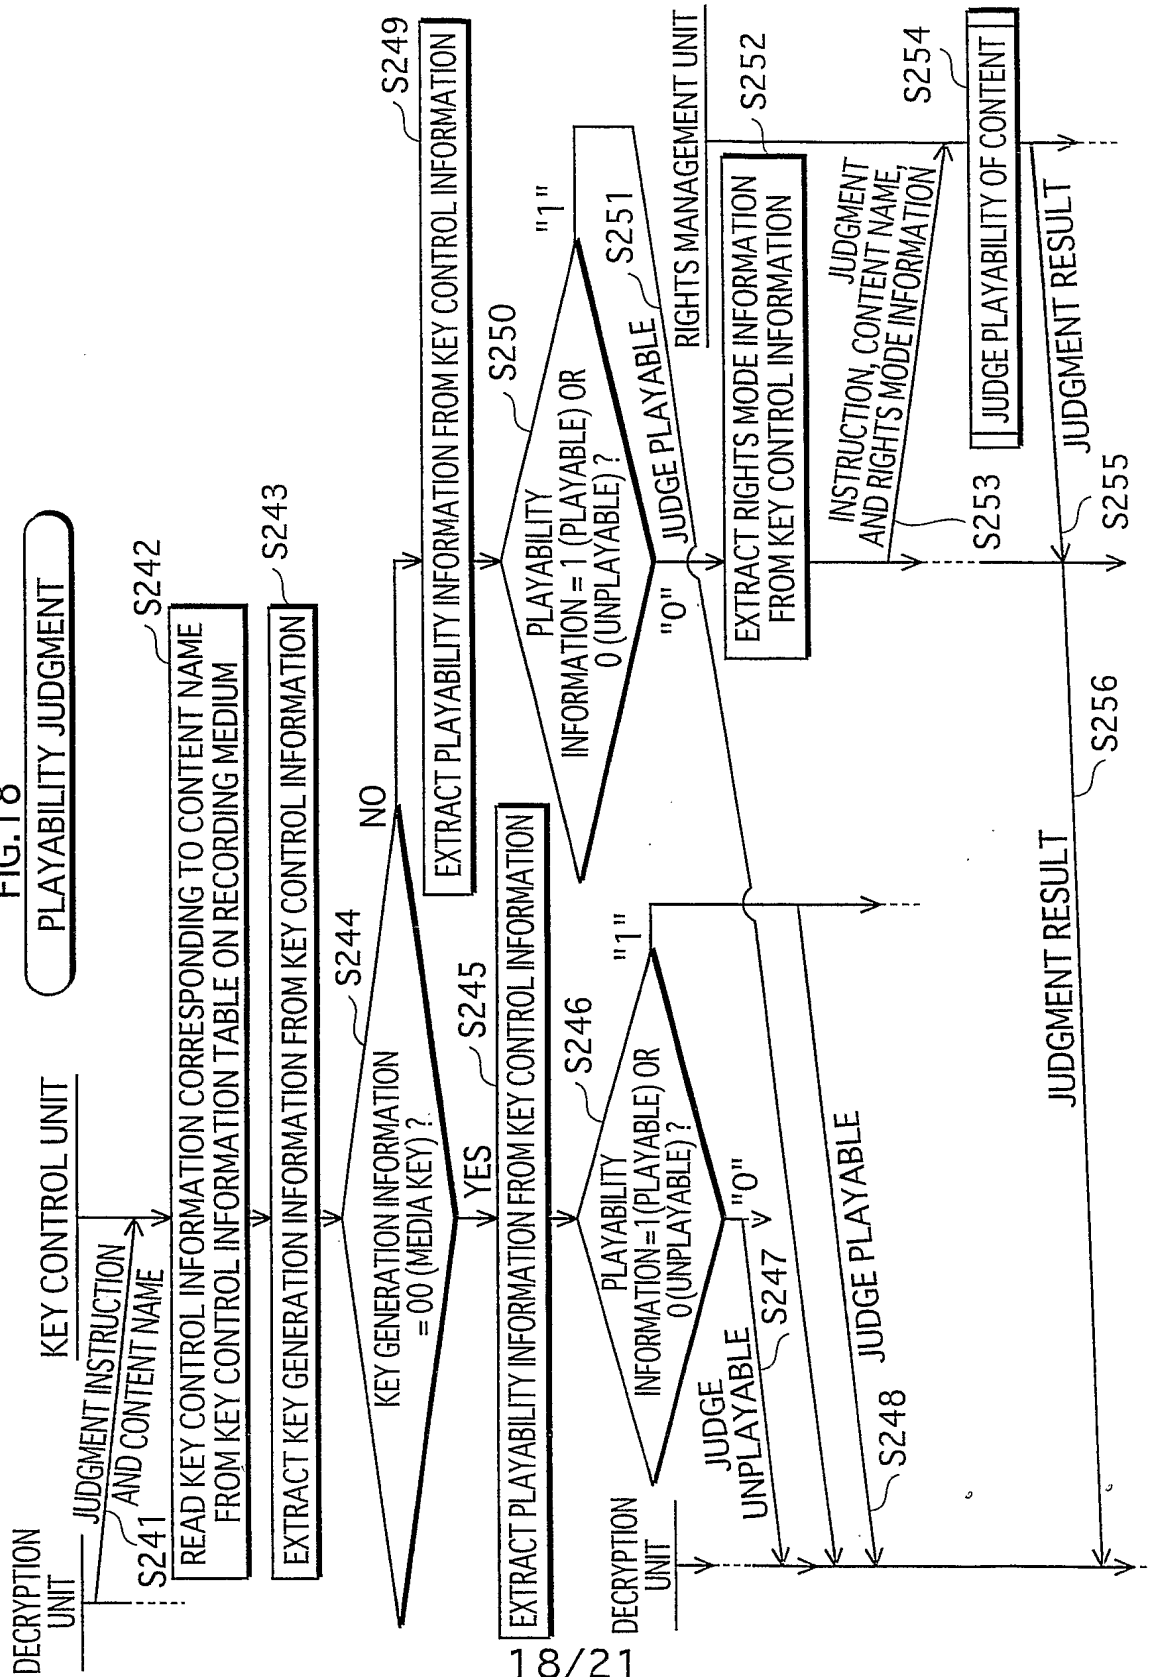 FIG.18
PLAYABILITY JUDGMENT
DECRYPTION
UNIT
KEY CONTROL UNIT
JUDGMENT INSTRUCTION
AND CONTENT NAME
S241
S242
READ KEY CONTROL INFORMATION CORRESPONDING TO CONTENT NAME
FROM KEY CONTROL INFORMATION TABLE ON RECORDING MEDIUM
S243
EXTRACT KEY GENERATION INFORMATION FROM KEY CONTROL INFORMATION
S244
KEY GENERATION INFORMATION
= 00 (MEDIA KEY) ?
NO
YES
S245
EXTRACT PLAYABILITY INFORMATION FROM KEY CONTROL INFORMATION
S246
PLAYABILITY
INFORMATION = 1 (PLAYABLE) OR
0 (UNPLAYABLE) ?
"1"
"0"
DECRYPTION
UNIT
JUDGE
UNPLAYABLE
S247
JUDGE PLAYABLE
S248
S249
EXTRACT PLAYABILITY INFORMATION FROM KEY CONTROL INFORMATION
S250
PLAYABILITY
INFORMATION = 1 (PLAYABLE) OR
0 (UNPLAYABLE) ?
"1"
"0"
JUDGE PLAYABLE
S251
RIGHTS MANAGEMENT UNIT
S252
EXTRACT RIGHTS MODE INFORMATION
FROM KEY CONTROL INFORMATION
JUDGMENT
INSTRUCTION, CONTENT NAME,
AND RIGHTS MODE INFORMATION
S253
S254
JUDGE PLAYABILITY OF CONTENT
JUDGMENT RESULT
S255
JUDGMENT RESULT
S256
18/21